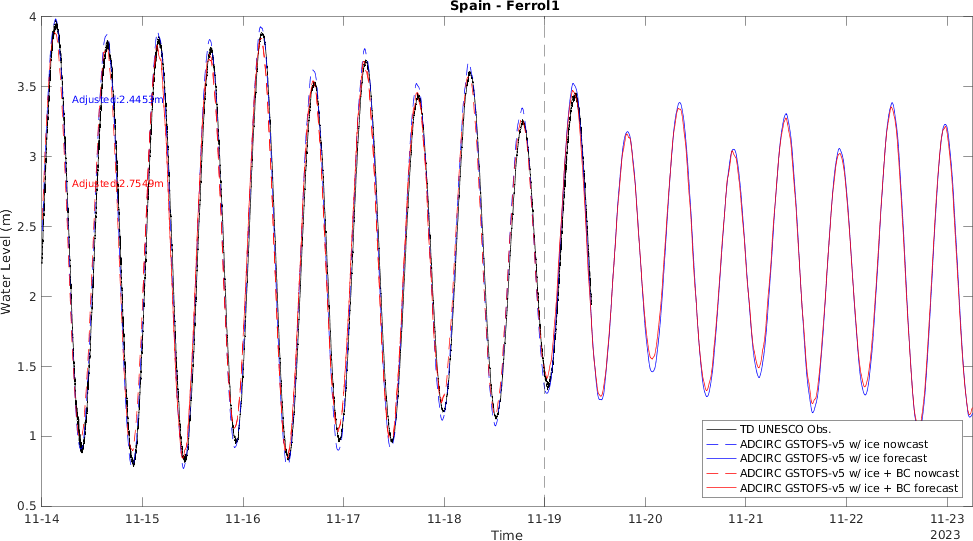 Spain - Ferrol1
4
3.5
3
2.5
2
1.5
1
0.5
Water Level (m)
Adjusted:2.4453m
Adjusted:2.7549m
TD UNESCO Obs.
ADCIRC GSTOFS-v5 w/ ice nowcast
ADCIRC GSTOFS-v5 w/ ice forecast
ADCIRC GSTOFS-v5 w/ ice + BC nowcast
ADCIRC GSTOFS-v5 w/ ice + BC forecast
11-14 11-15 11-16 11-17 11-18 11-19 11-20 11-21 11-22 11-23
Time
2023